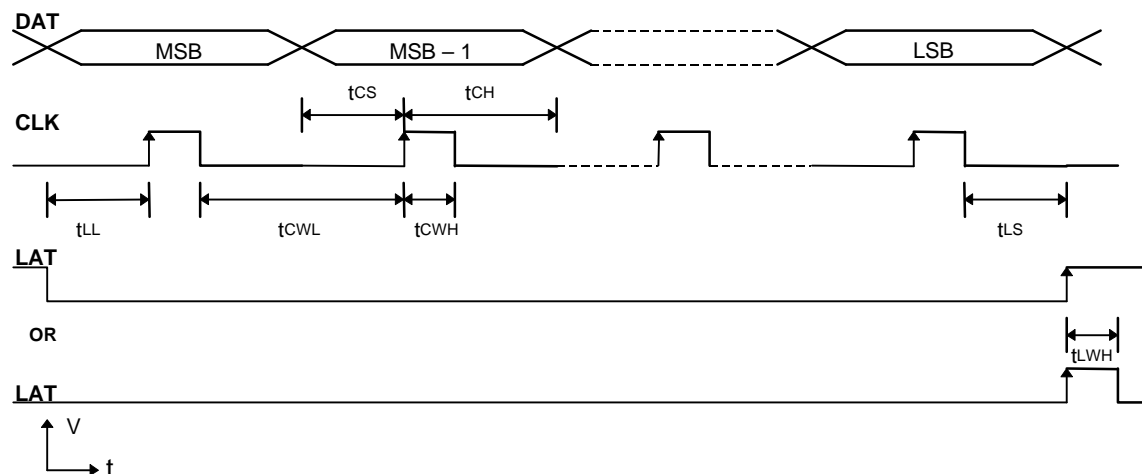 DAT
MSB
MSB – 1
LSB
tCS
tCH
CLK
tLL
tCWL
tCWH
tLS
LAT
OR
tLWH
LAT
V
t